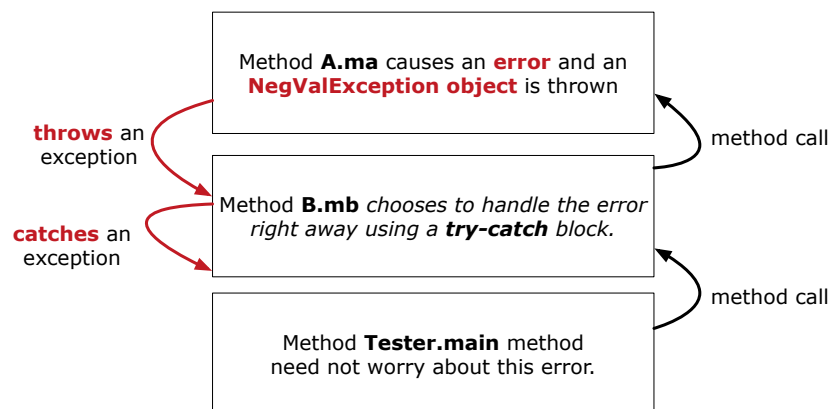 Method A.ma causes an error and an
NegValException object is thrown
throws an
exception
method call
Method B.mb chooses to handle the error
right away using a try-catch block.
catches an
exception
method call
Method Tester.main method
need not worry about this error.